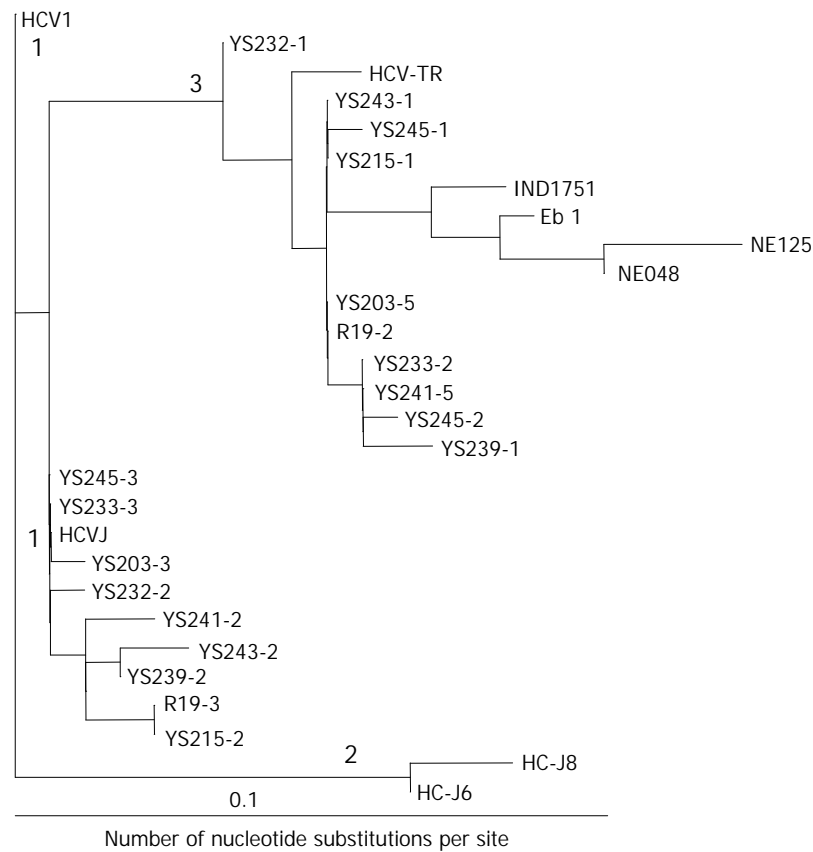 HCV1
1
YS232-1
3
HCV-TR
YS243-1
YS245-1
YS215-1
IND1751
Eb 1
NE125
NE048
YS203-5
R19-2
YS233-2
YS241-5
YS245-2
YS239-1
YS245-3
YS233-3
1
HCVJ
YS203-3
YS232-2
YS241-2
YS243-2
YS239-2
R19-3
YS215-2
2
HC-J8
HC-J6
0.1
Number of nucleotide substitutions per site